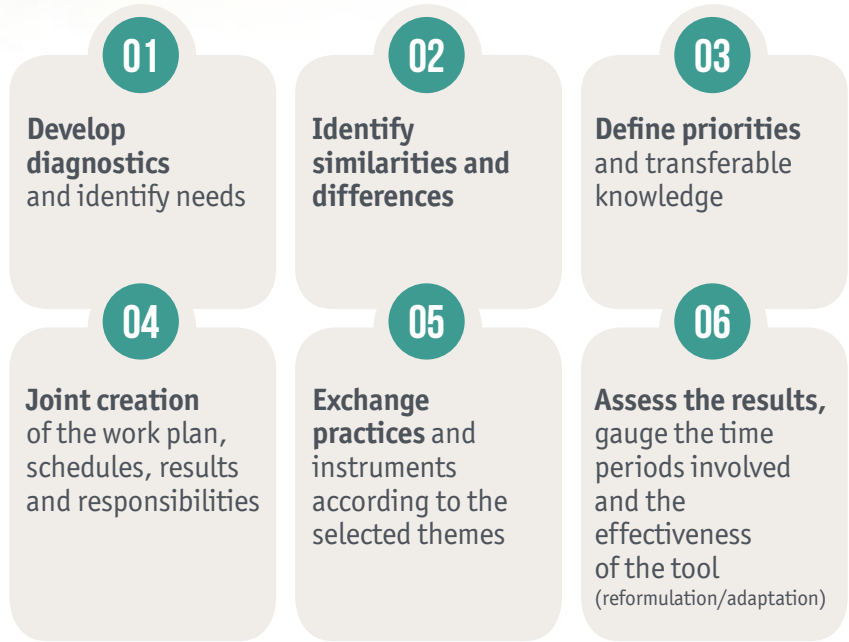 01
Develop
diagnostics
and identify needs
02
Identify
similarities and
differences
03
Define priorities
and transferable
knowledge
04
Joint creation
of the work plan,
schedules, results
and responsibilities
05
Exchange
practices and
instruments
according to the
selected themes
06
Assess the results,
gauge the time
periods involved
and the
effectiveness
of the tool
(reformulation/adaptation)